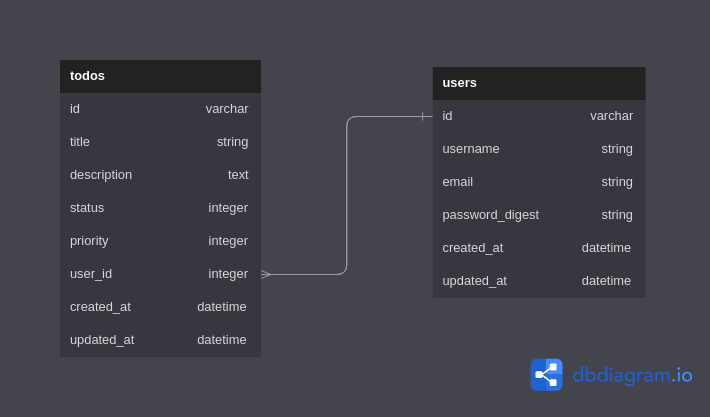 todos
id varchar
title string
description text
status integer
priority integer
user_id integer
created_at datetime
updated_at datetime
users
id varchar
username string
email string
password_digest string
created_at datetime
updated_at datetime
dbdiagram.io